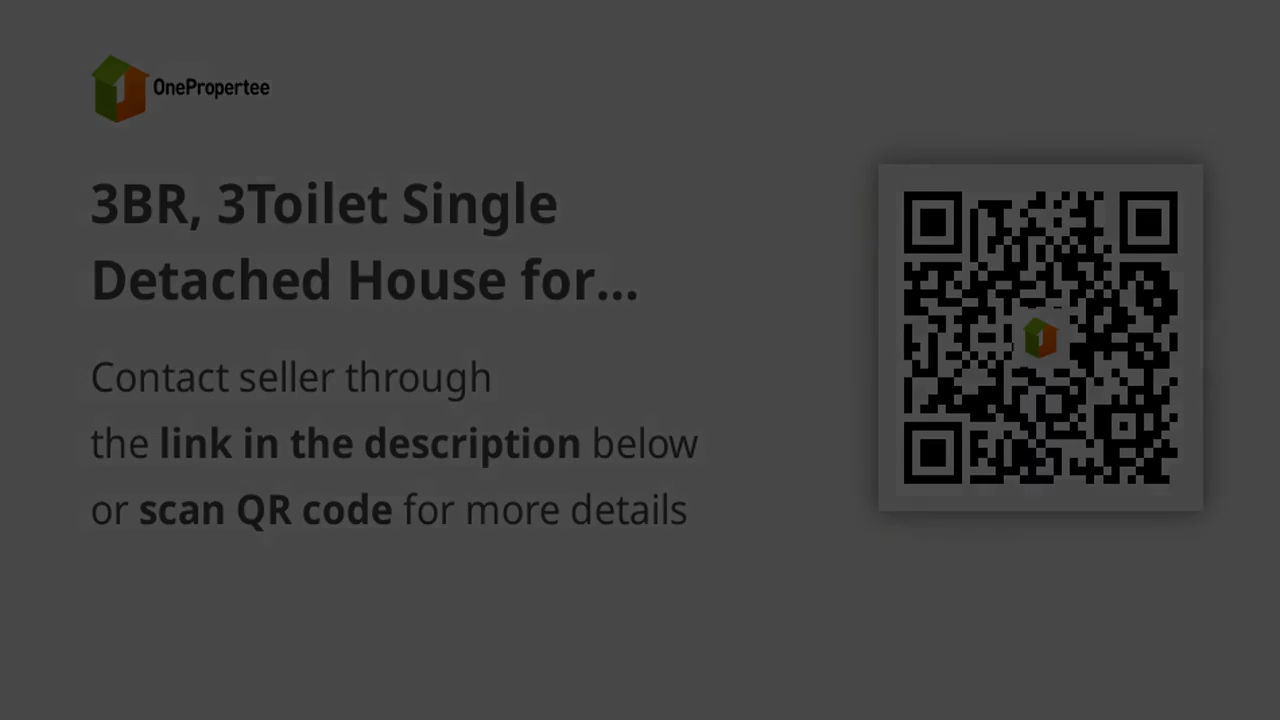 OnePropertee
3BR, 3Toilet Single
Detached House for...
Contact seller through
the link in the description below
or scan QR code for more details